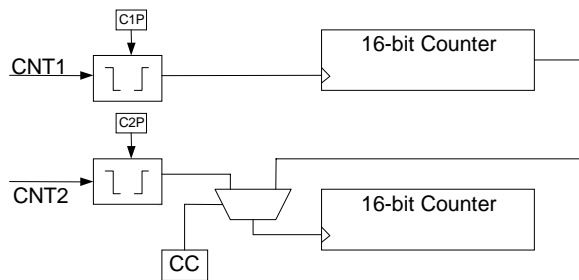 C1P
16-bit Counter
CNT1
C2P
CNT2
16-bit Counter
CC